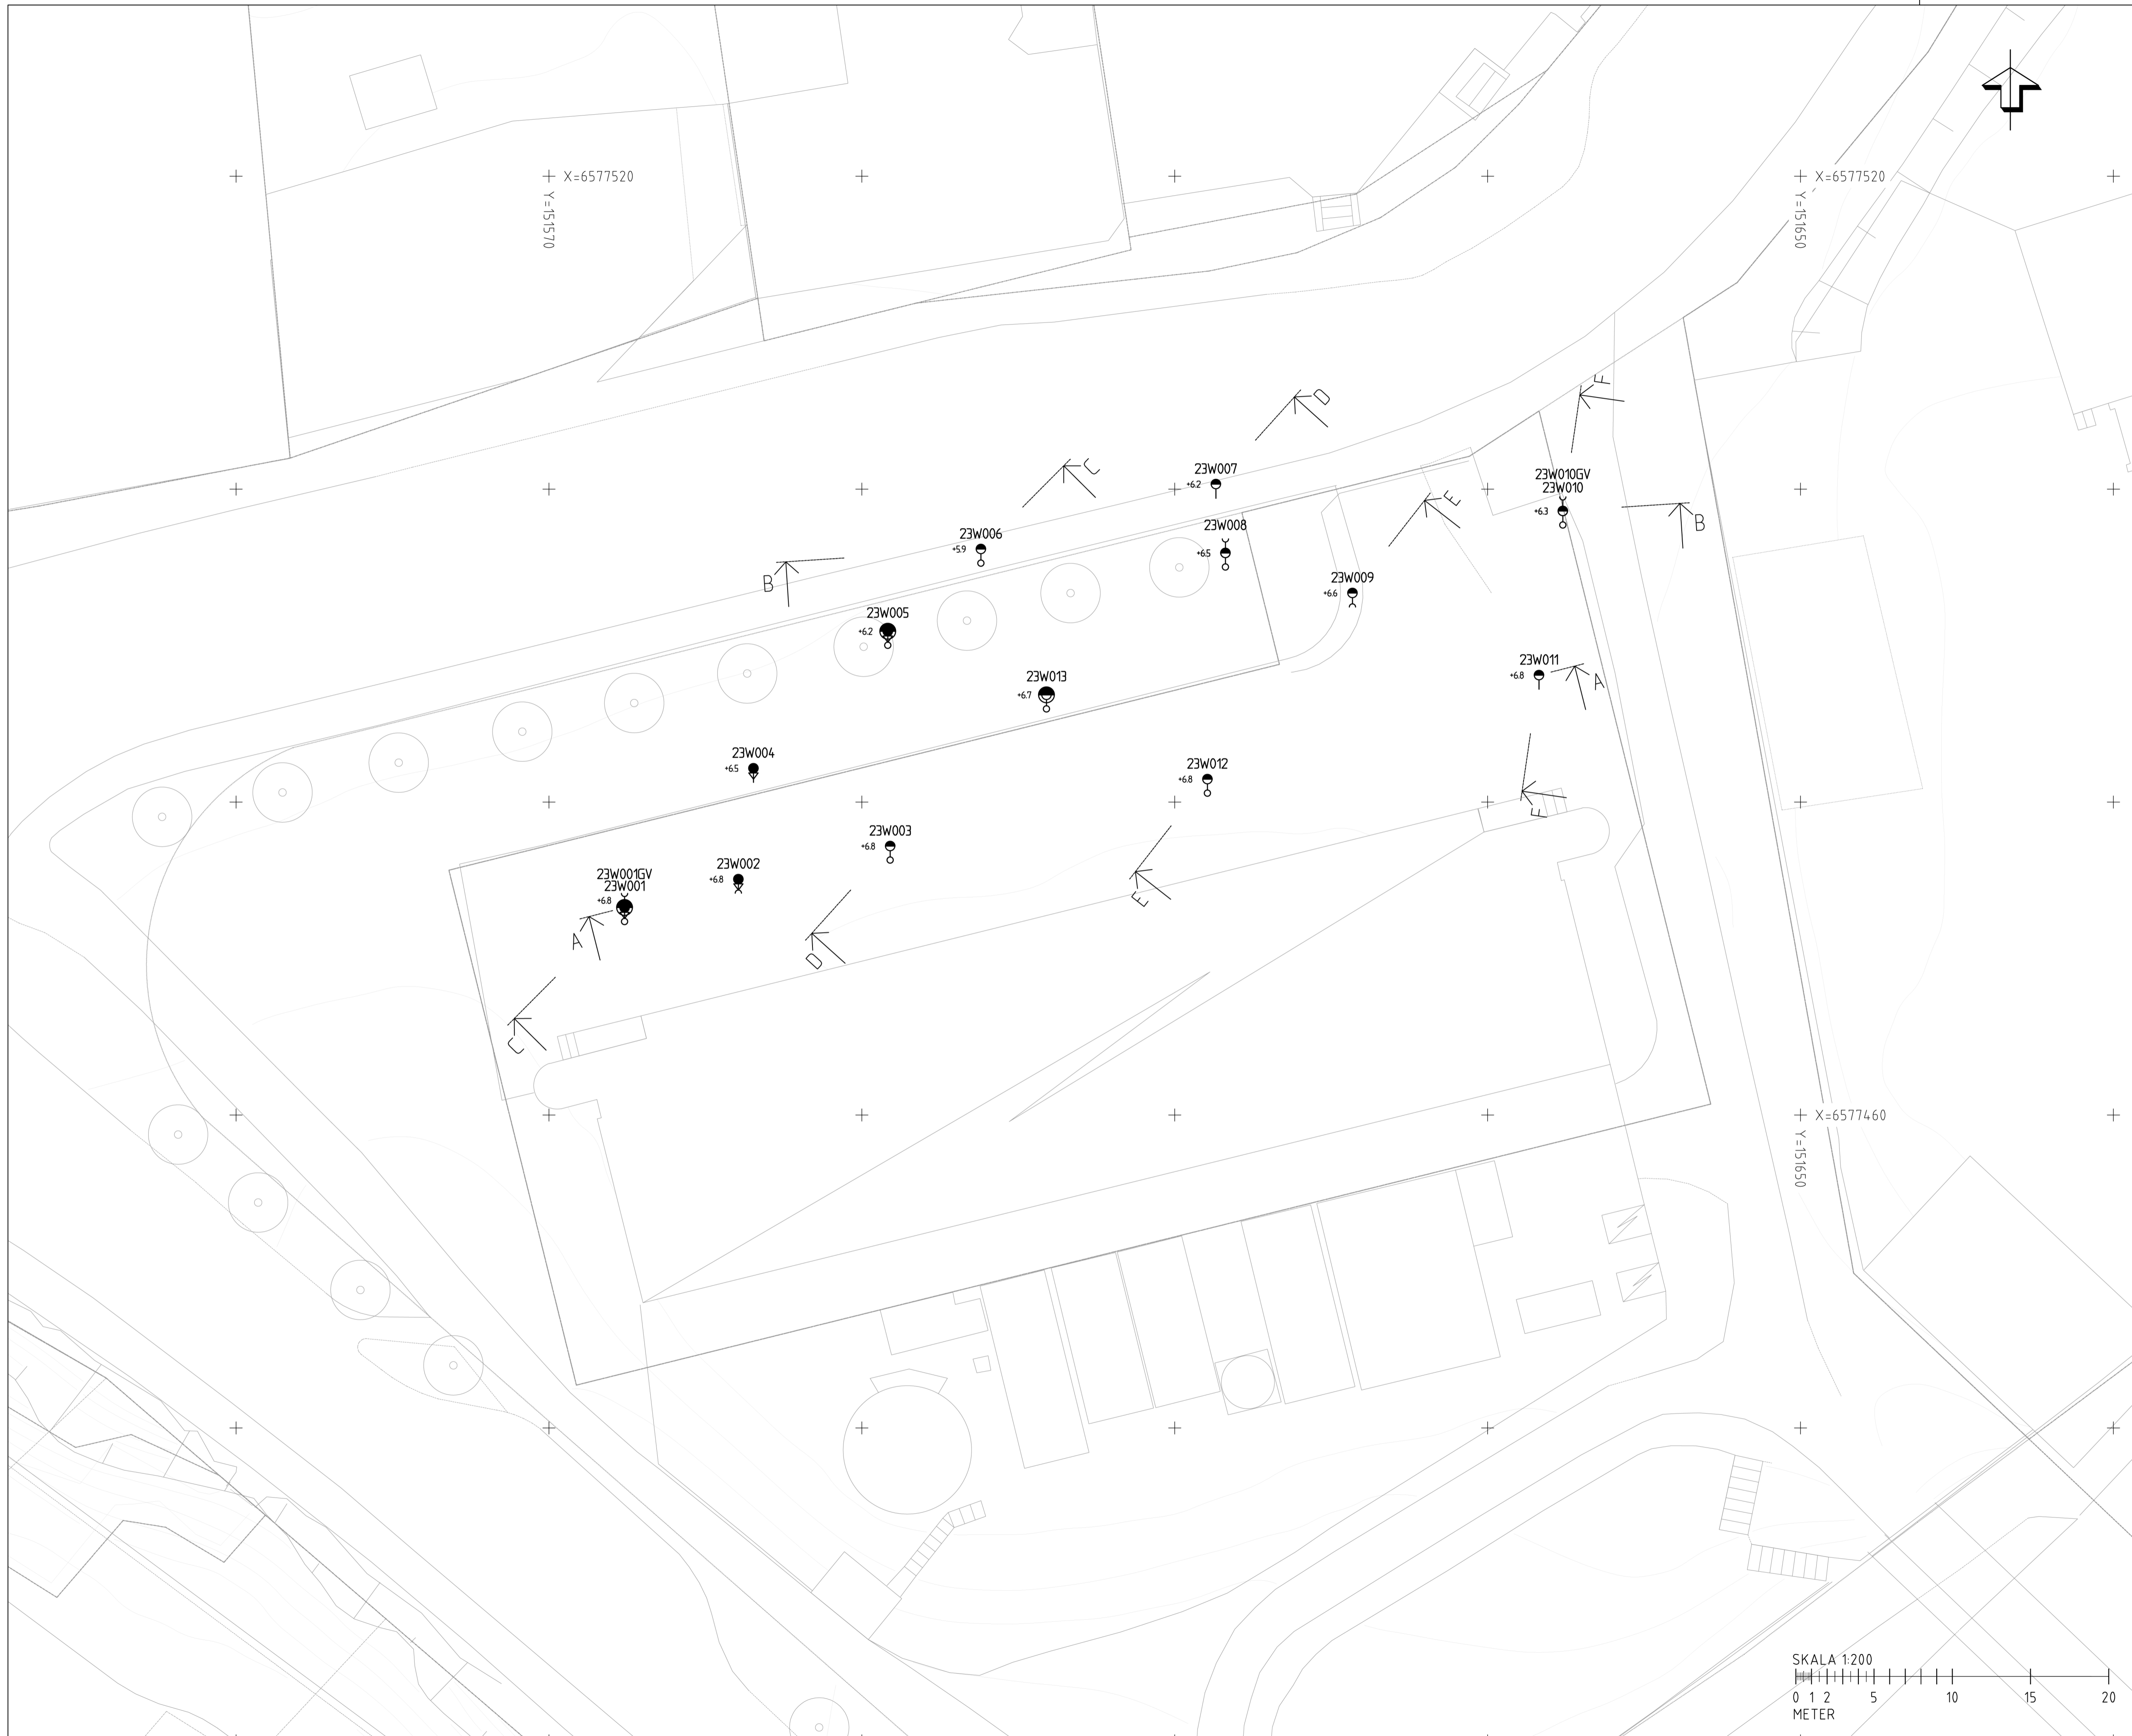 X=6577520
Y=151570
X=6577520
Y=151650
F
D
C
23W007
+6.2
23W010GV
23W010
+6.3
E
B
23W006
+5.9
23W008
+6.5
B
23W009
+6.6
23W005
+6.2
23W013
+6.7
23W011
+6.8
A
23W004
+6.5
23W012
+6.8
F
23W003
+6.8
23W002
+6.8
23W001GV
23W001
+6.8
E
A
D
C
X=6577460
Y=151650
SKALA 1:200
0 1 2 5 10 15 20
METER